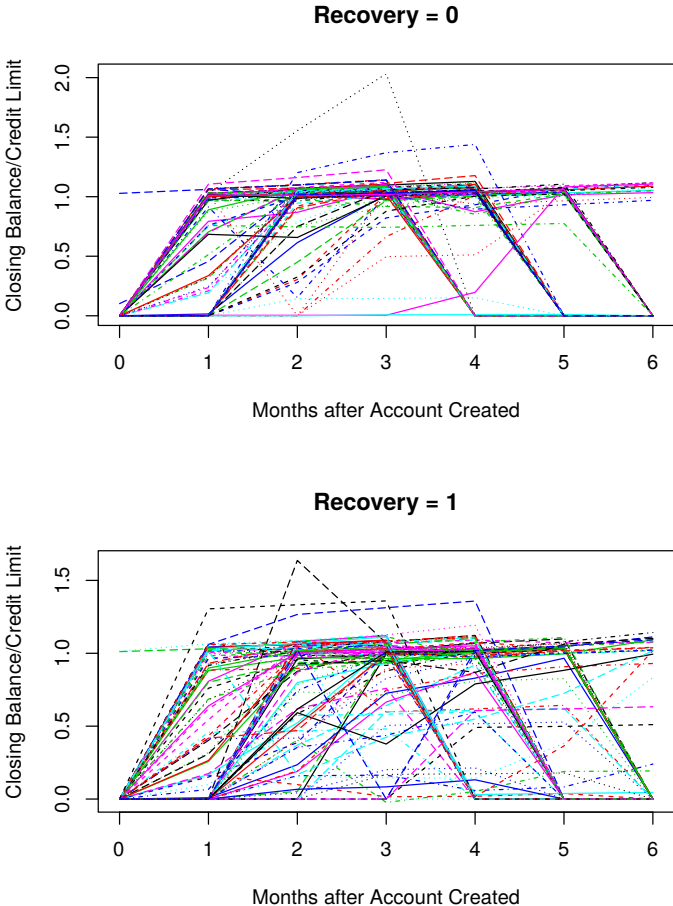 Recovery = 0
Closing Balance/Credit Limit
2.0
1.5
1.0
0.5
0.0
0 1 2 3 4 5 6
Months after Account Created
Recovery = 1
Closing Balance/Credit Limit
1.5
1.0
0.5
0.0
0 1 2 3 4 5 6
Months after Account Created